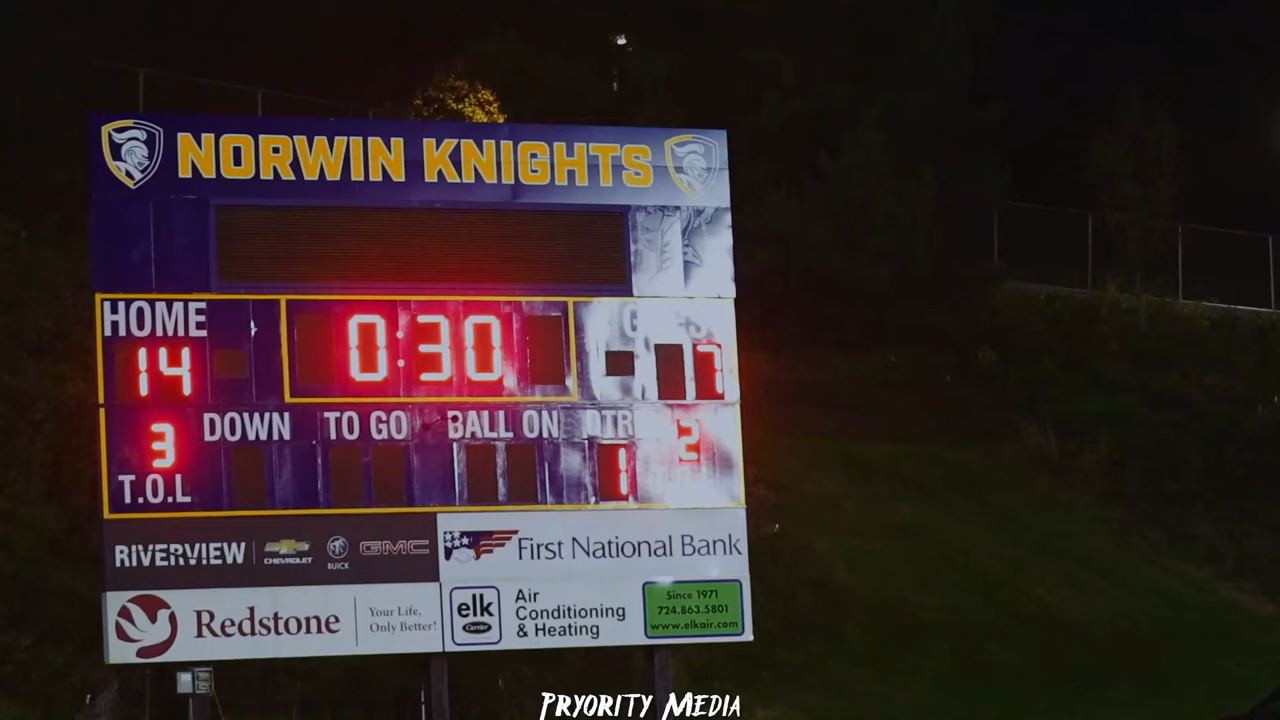 NORWIN KNIGHTS
HOME
14
0:30
7
DOWN TO GO BALL ON QTR
3
1
2
T.O.L
RIVERVIEW
CHEVROLET
BUICK
GMC
First National Bank
Redstone
Your Life,
Only Better!
elk
Carrier
Air
Conditioning
& Heating
Since 1971
724.863.5801
www.elkair.com
PRYORITY MEDIA